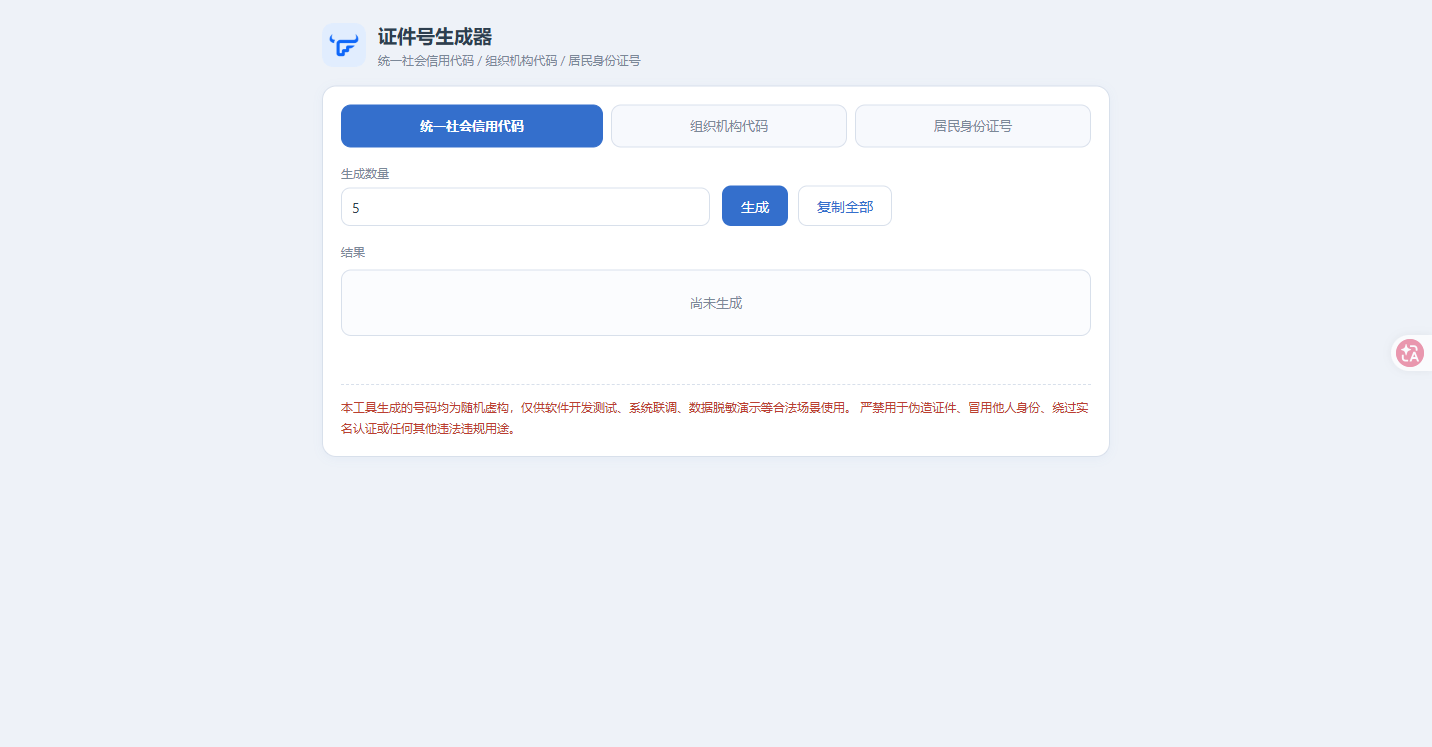 证件号生成器
统一社会信用代码 / 组织机构代码 / 居民身份证号
统一社会信用代码
组织机构代码
居民身份证号
生成数量
5
生成
复制全部
结果
尚未生成
本工具生成的号码均为随机虚构，仅供软件开发测试、系统联调、数据脱敏演示等合法场景使用。 严禁用于伪造证件、冒用他人身份、绕过实
名认证或任何其他违法违规用途。